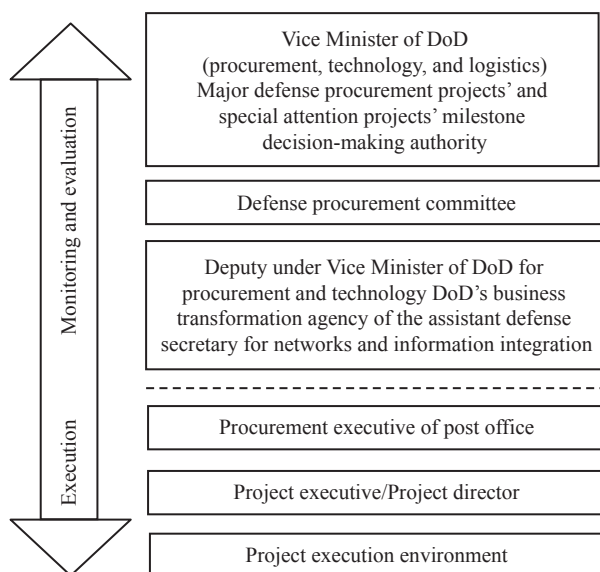 Vice Minister of DoD
(procurement, technology, and logistics)
Major defense procurement projects’ and
special attention projects’ milestone
decision-making authority
Defense procurement committee
Deputy under Vice Minister of DoD for
procurement and technology DoD’s business
transformation agency of the assistant defense
secretary for networks and information integration
Procurement executive of post office
Project executive/Project director
Project execution environment
Monitoring and evaluation
Execution